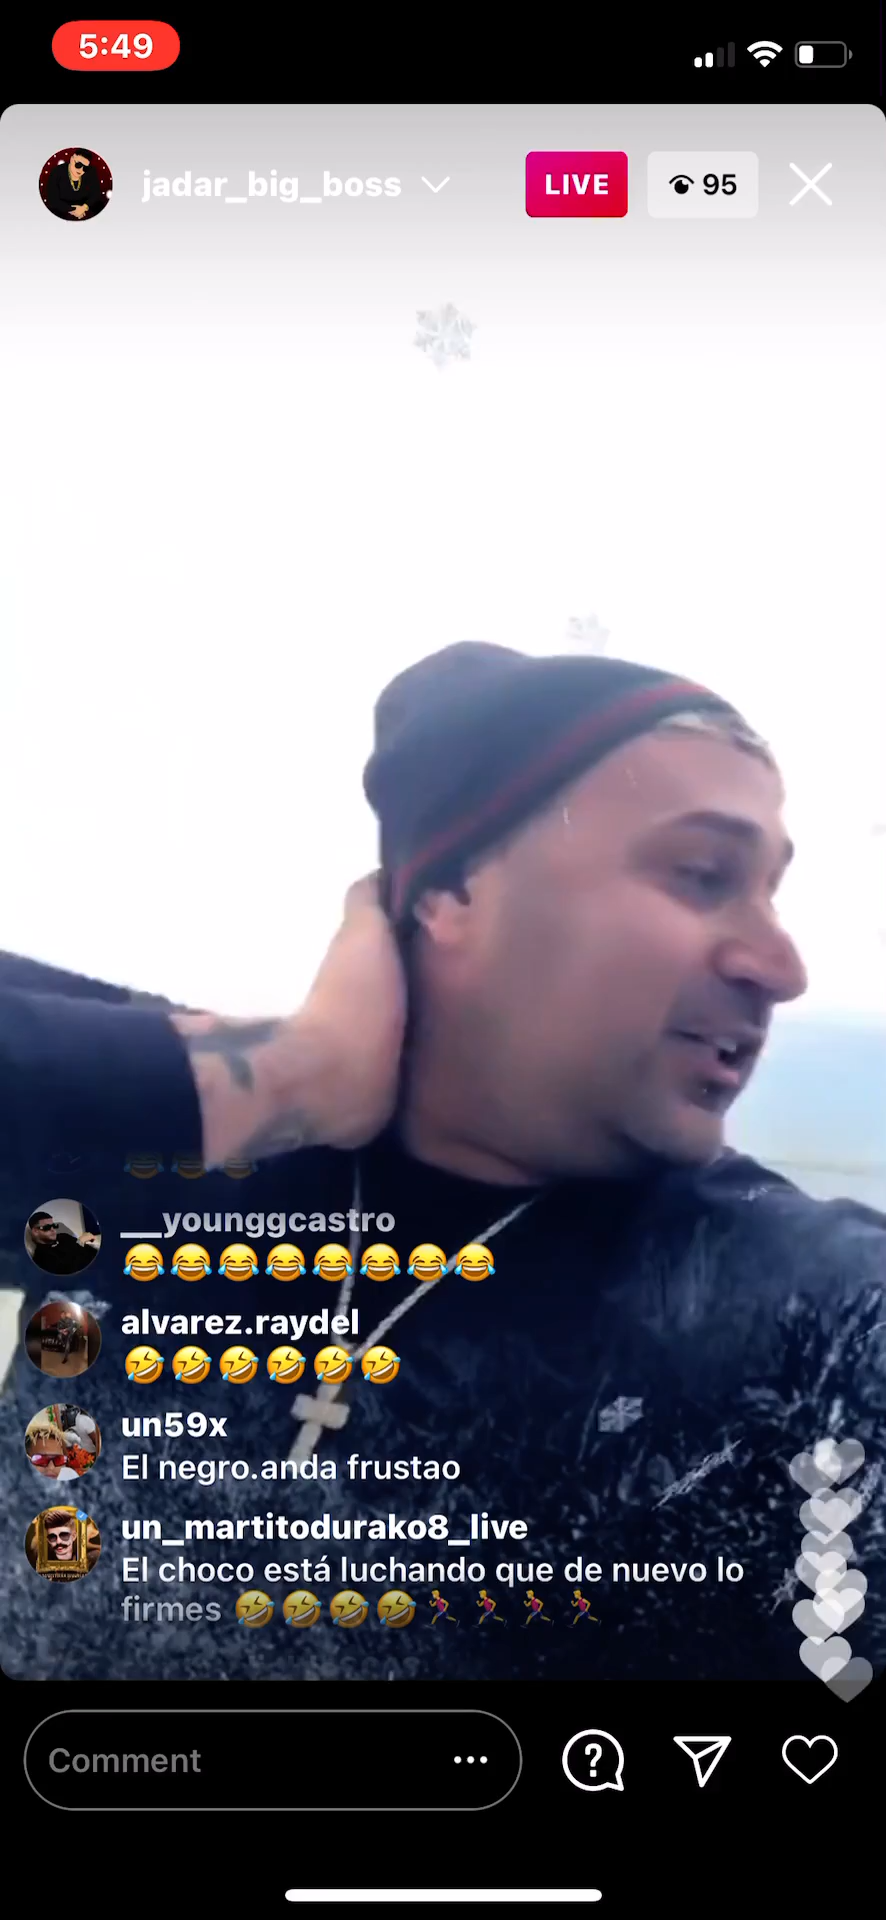 5:49
jadar_big_boss
LIVE
95
__younggcastro
😂😂😂😂😂😂😂😂
alvarez.raydel
🤣🤣🤣🤣🤣🤣
un59x
El negro.anda frustao
un_martitodurako8_live
El choco está luchando que de nuevo lo
firmes 🤣🤣🤣🤣🏃‍♀️🏃‍♀️🏃‍♀️🏃‍♀️
Comment